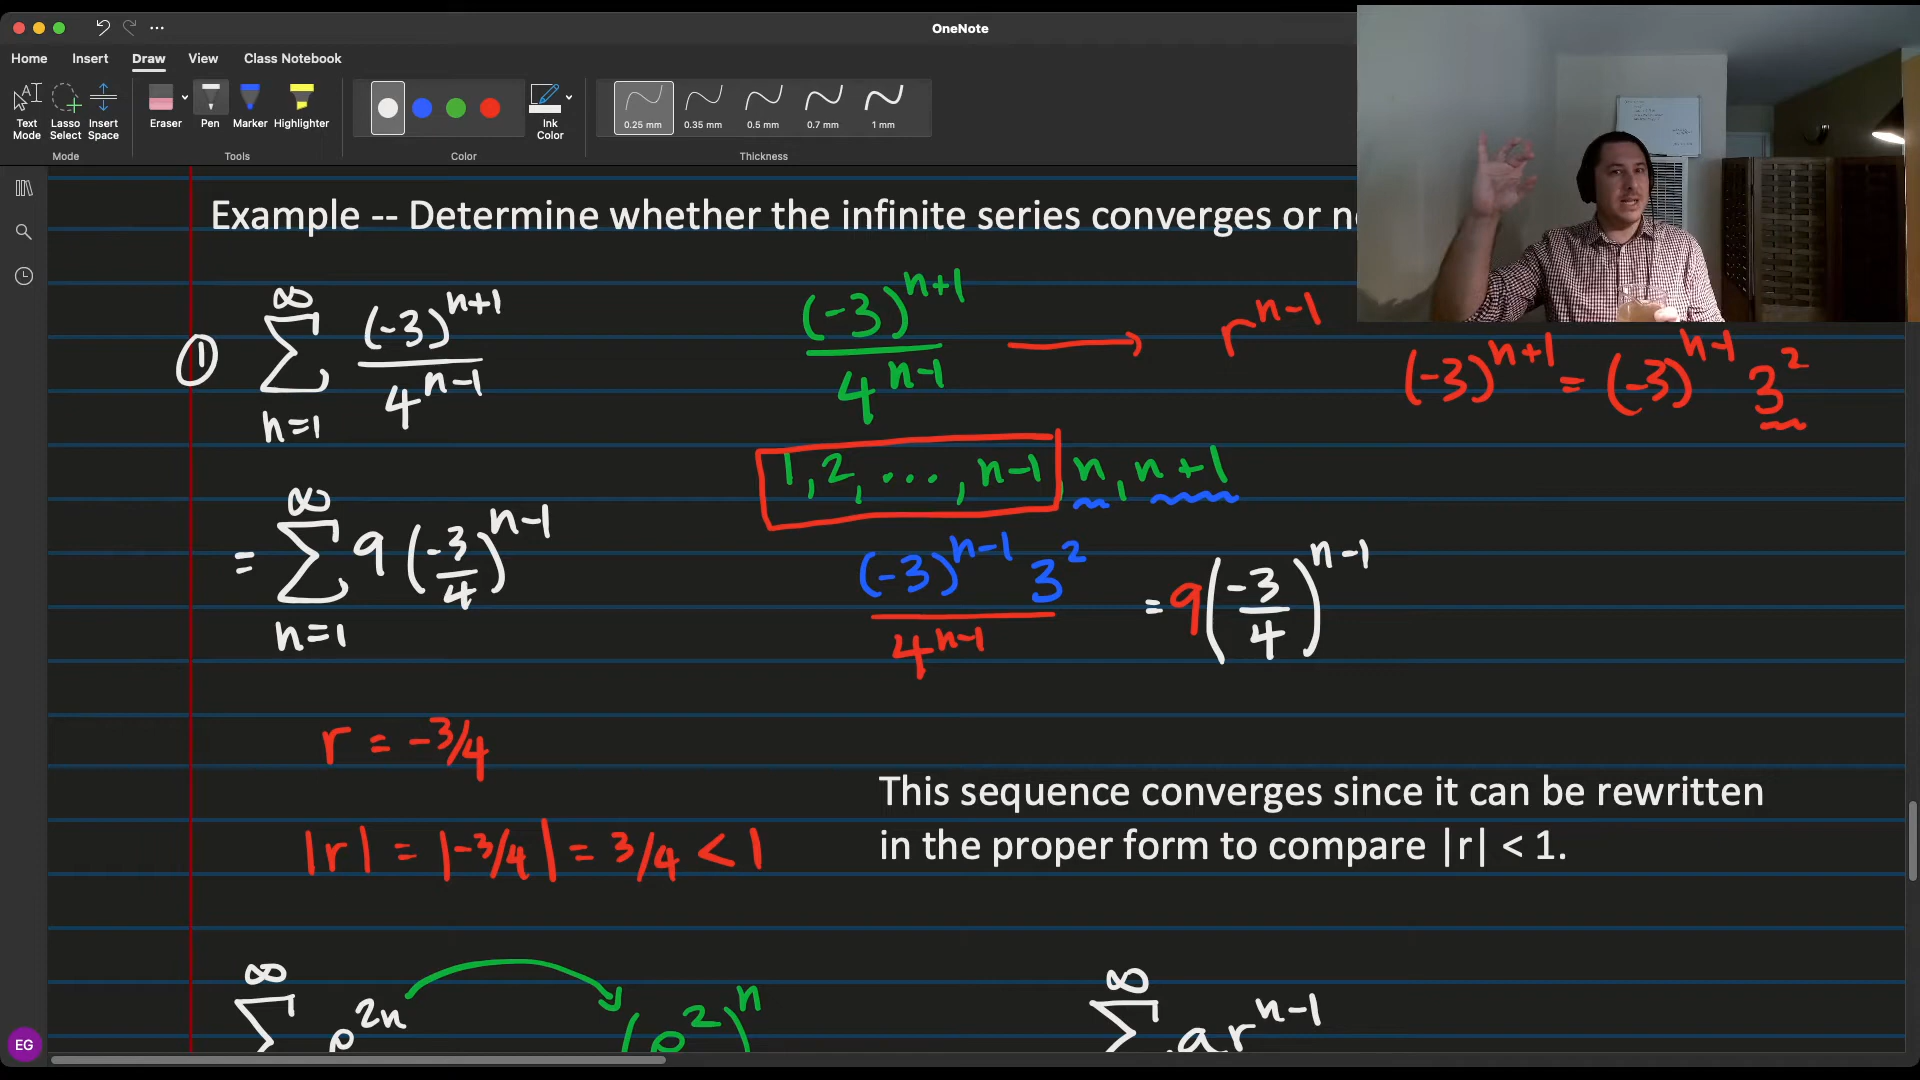 OneNote
Home Insert Draw View Class Notebook
Text Mode Lasso Select Insert Space Eraser Pen Marker Highlighter Ink Color 0.25 mm 0.35 mm 0.5 mm 0.7 mm 1 mm
Mode Tools Color Thickness
Example -- Determine whether the infinite series converges or
① ∞ ∑ n=1 (-3)^(n+1) / 4^(n-1)
(-3)^(n+1) / 4^(n-1) → r^(n-1)
(-3)^(n+1) = (-3)^(n-1) 3^2
1, 2, ..., n-1, n, n+1
= ∞ ∑ n=1 9 (-3/4)^(n-1)
(-3)^(n-1) 3^2 / 4^(n-1) = 9 (-3/4)^(n-1)
r = -3/4
This sequence converges since it can be rewritten
in the proper form to compare |r| < 1.
|r| = |-3/4| = 3/4 < 1
∞ ∑ e^(2n) (e^2)^n
∞ ∑ ar^(n-1)
EG